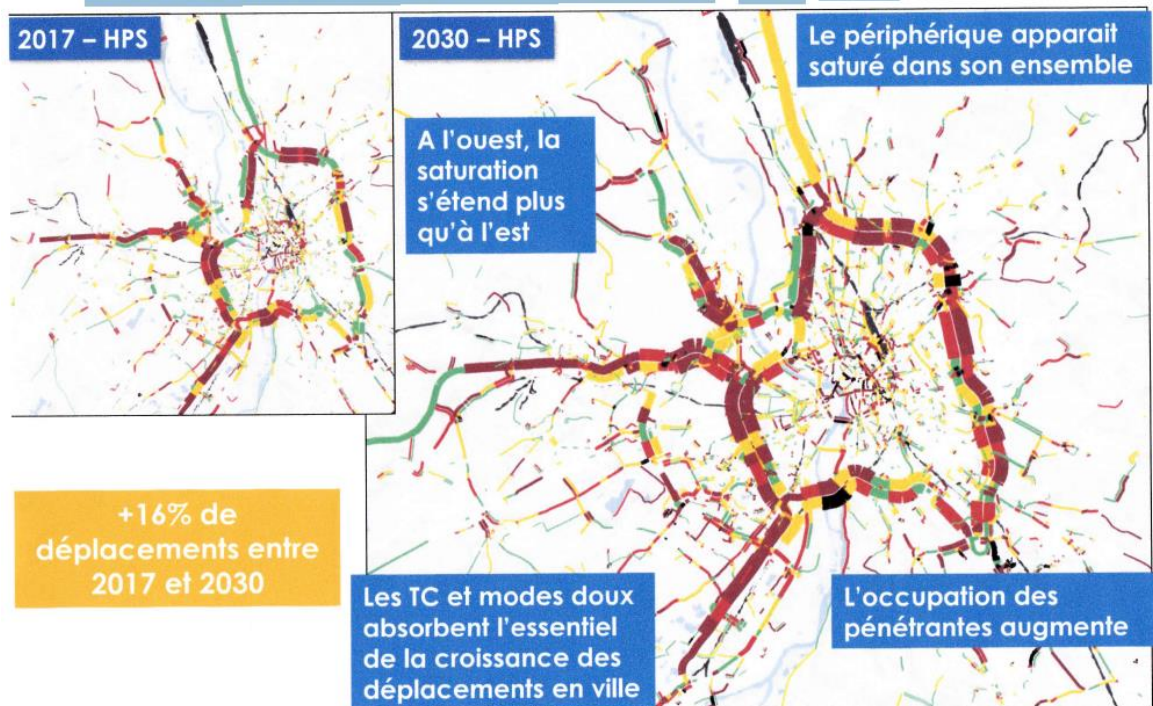 2017 – HPS
2030 – HPS
Le périphérique apparait
saturé dans son ensemble
A l'ouest, la
saturation
s'étend plus
qu'à l'est
+16% de
déplacements entre
2017 et 2030
Les TC et modes doux
absorbent l'essentiel
de la croissance des
déplacements en ville
L'occupation des
pénétrantes augmente